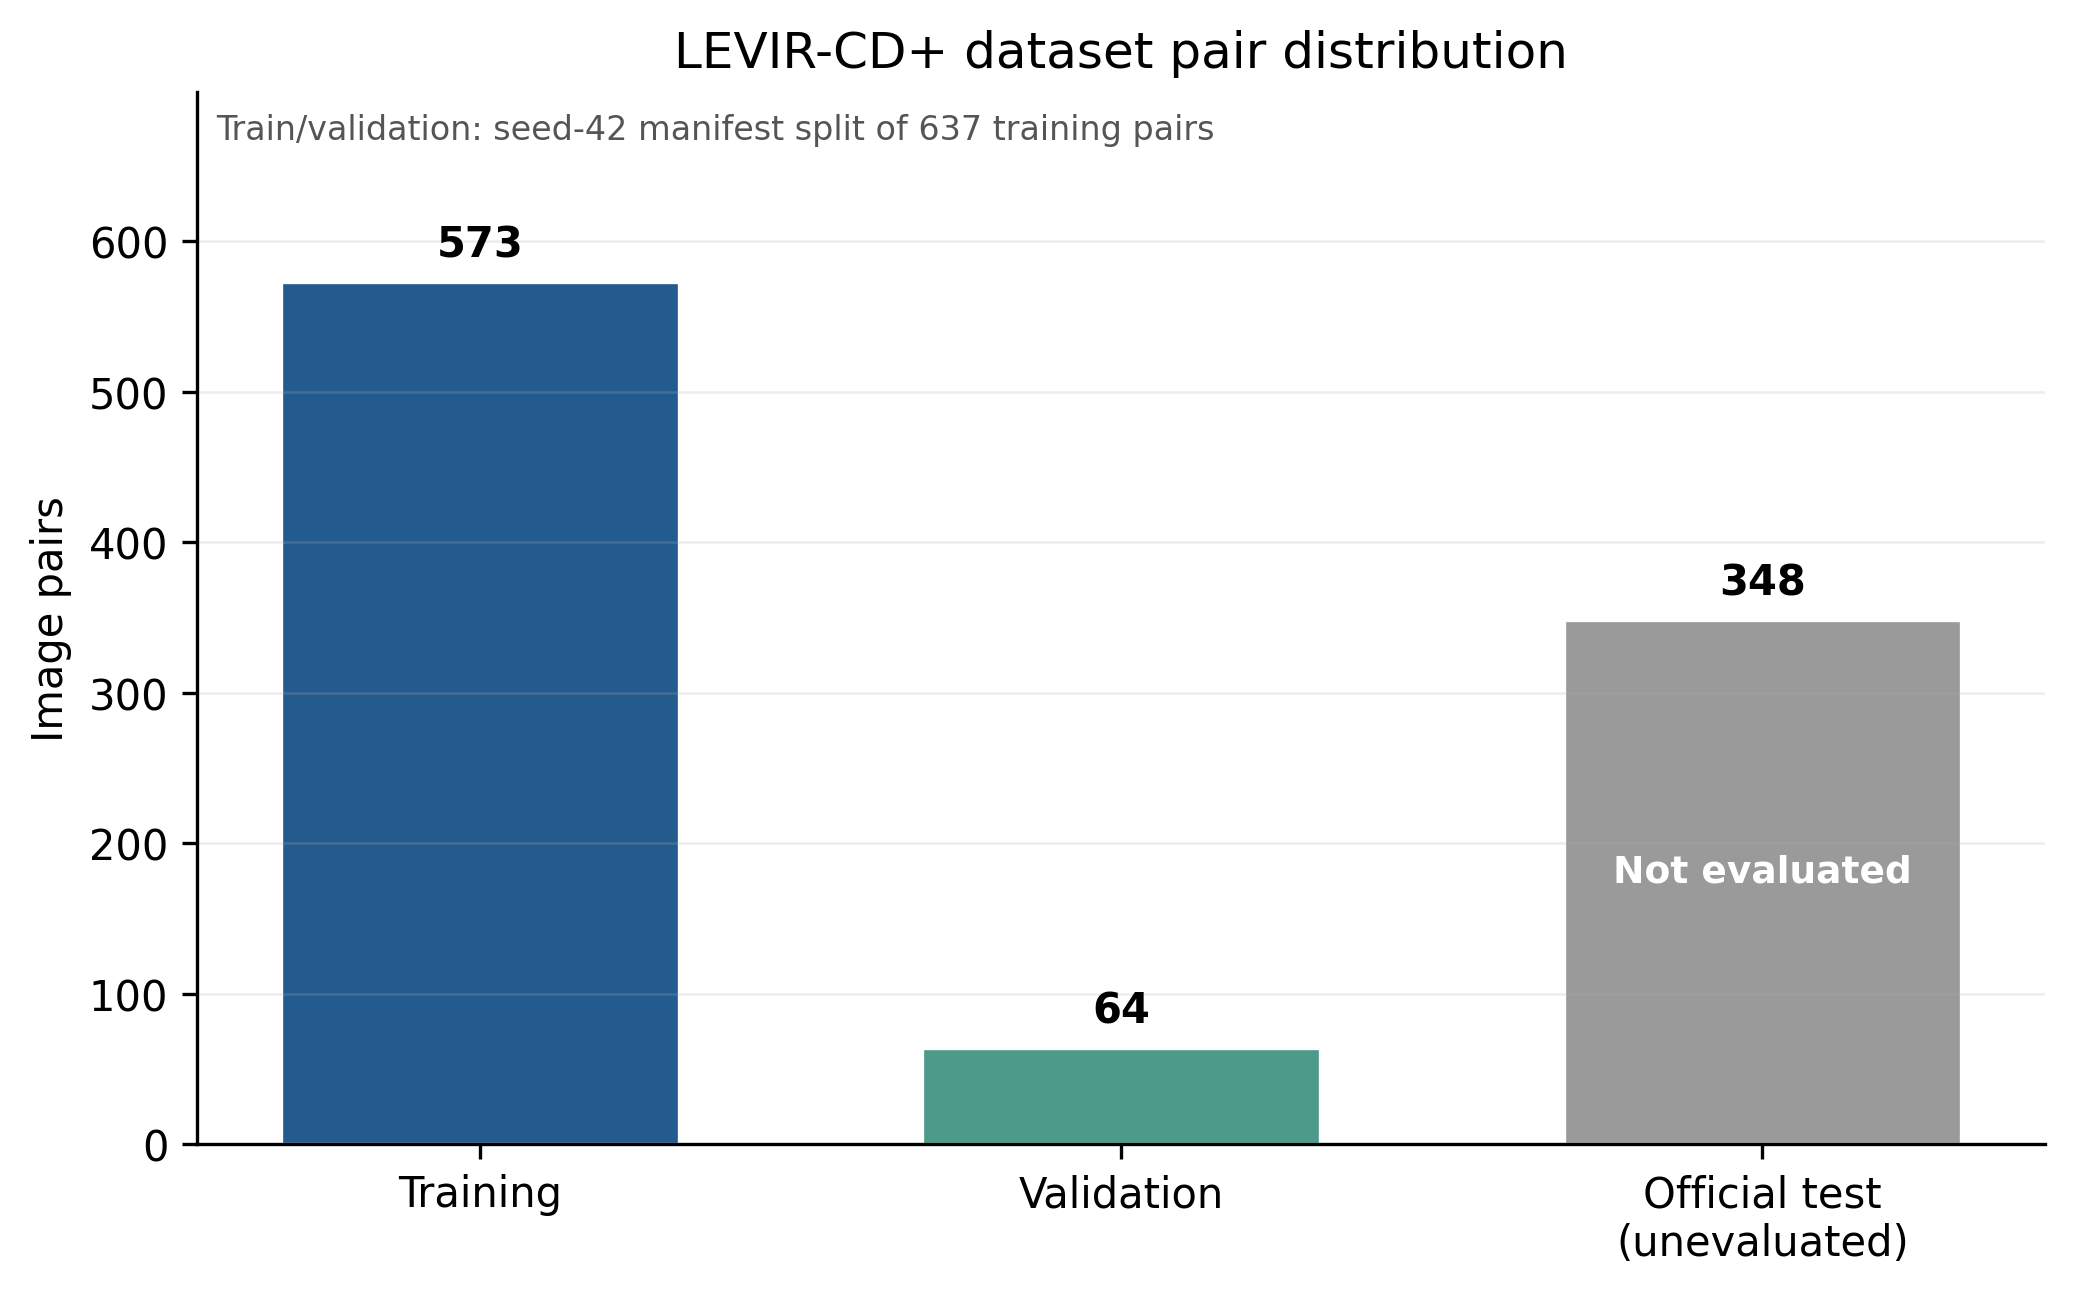 LEVIR-CD+ dataset pair distribution
Train/validation: seed-42 manifest split of 637 training pairs
Image pairs
600
500
400
300
200
100
0
573
64
348
Not evaluated
Training
Validation
Official test
(unevaluated)